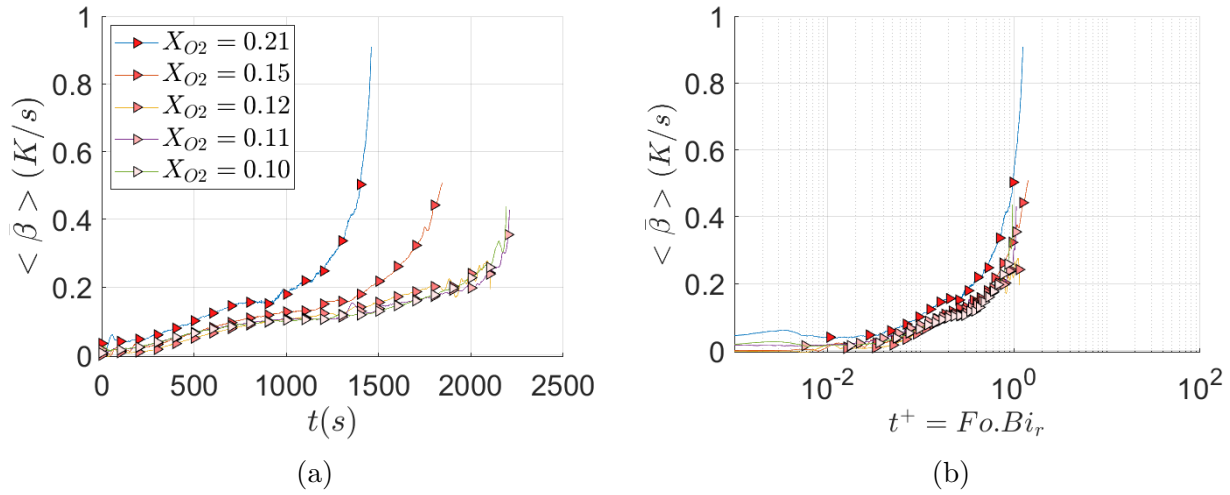 1
0.8
0.6
0.4
0.2
0
< β̄ > (K/s)
X_{O2} = 0.21
X_{O2} = 0.15
X_{O2} = 0.12
X_{O2} = 0.11
X_{O2} = 0.10
0 500 1000 1500 2000 2500
t(s)
(a)
1
0.8
0.6
0.4
0.2
0
< β̄ > (K/s)
10^{-2} 10^{0} 10^{2}
t^{+} = Fo.Bi_{r}
(b)